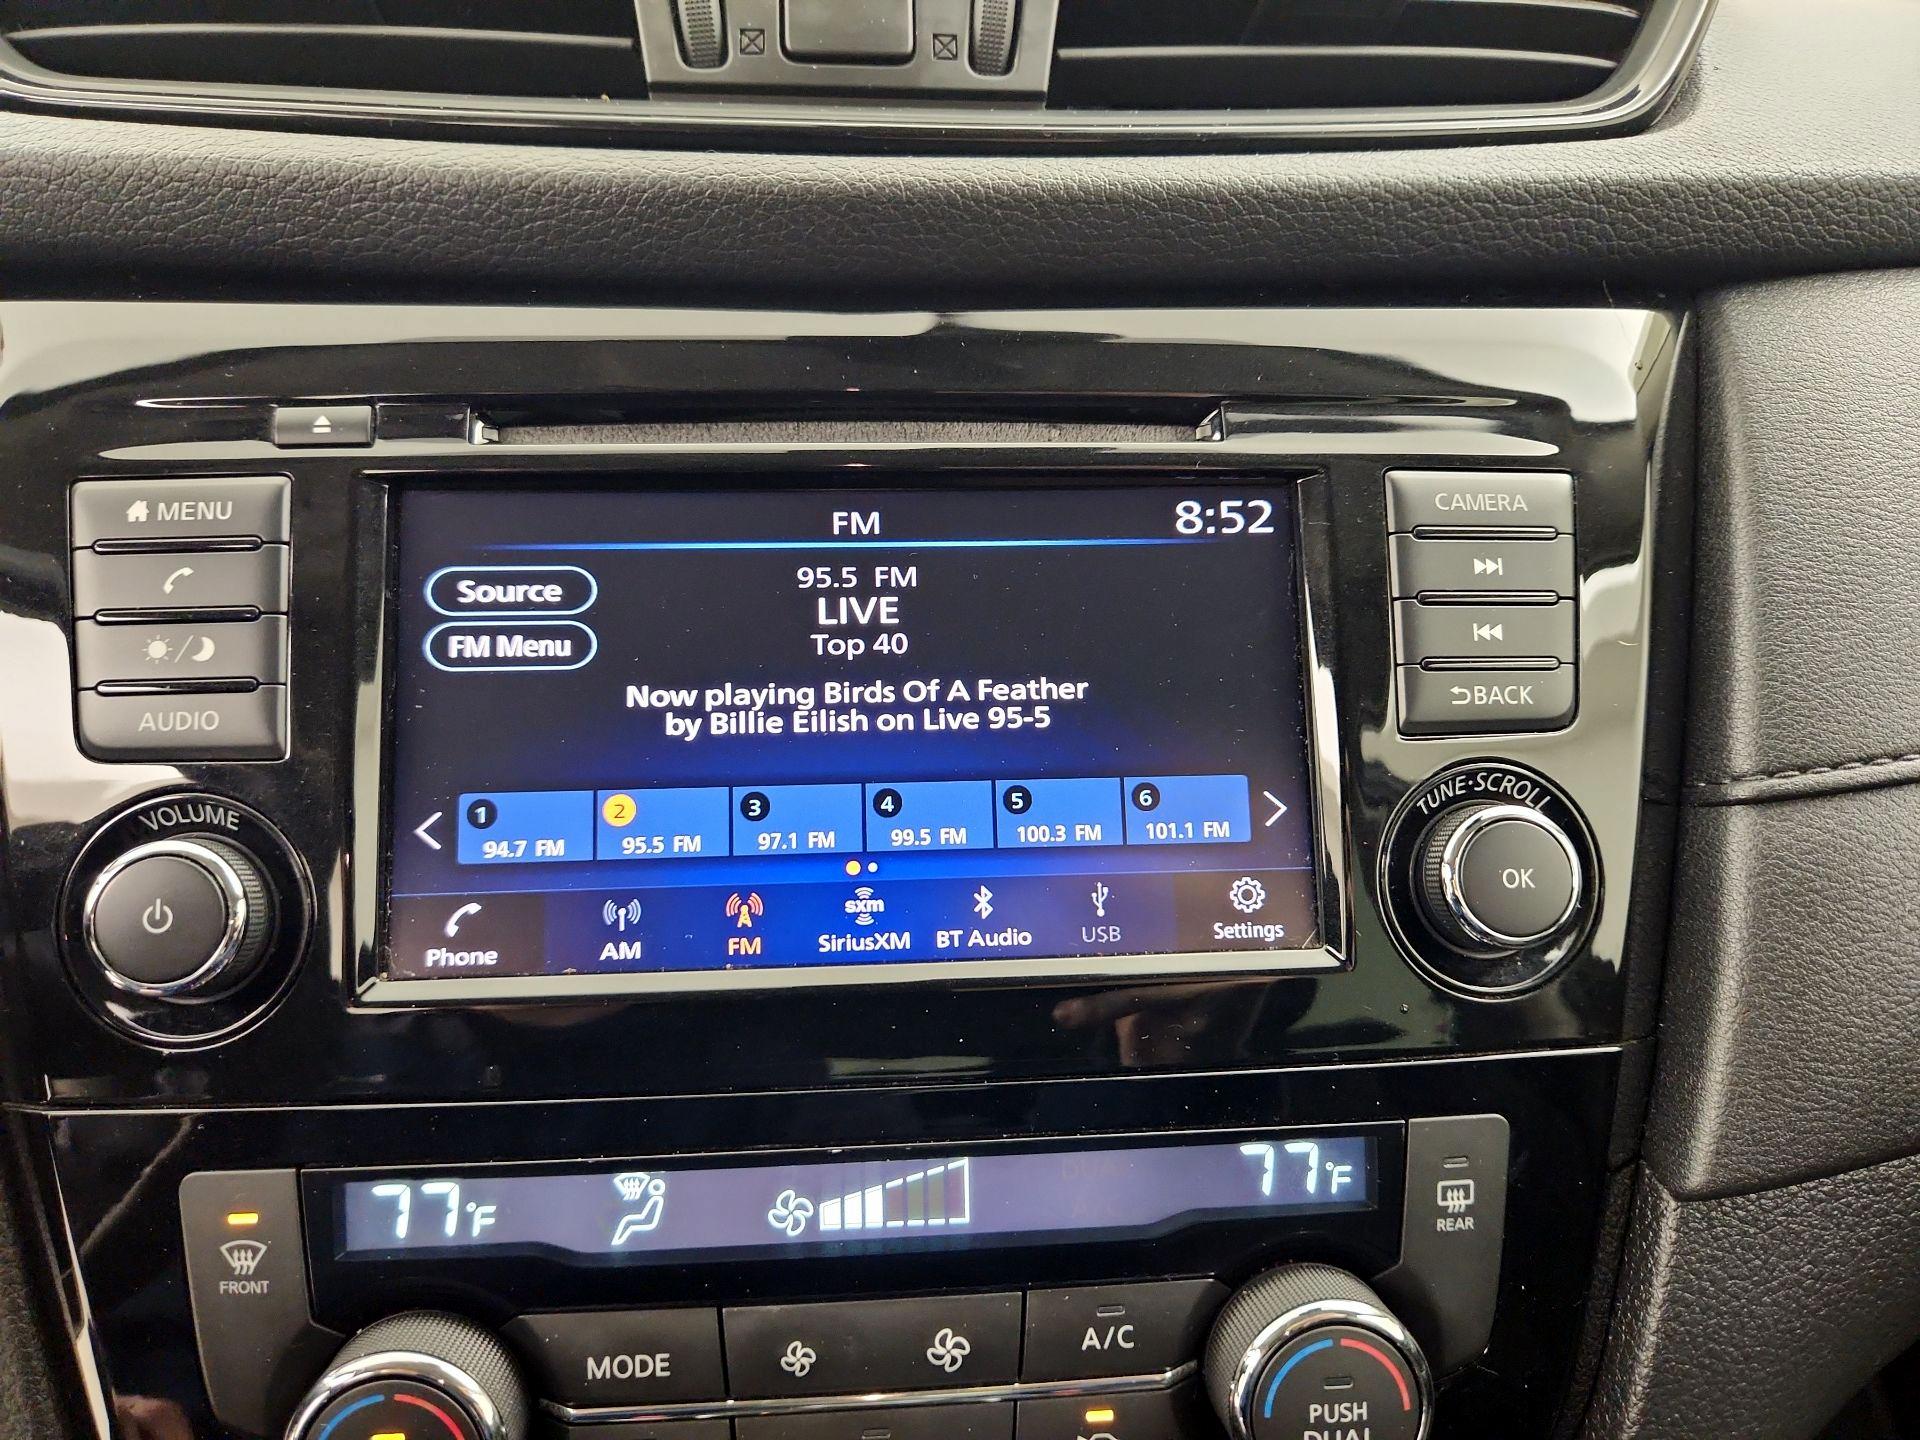 MENU
AUDIO
VOLUME
FM
8:52
Source
FM Menu
95.5 FM
LIVE
Top 40
Now playing Birds Of A Feather
by Billie Eilish on Live 95-5
1
94.7 FM
2
95.5 FM
3
97.1 FM
4
99.5 FM
5
100.3 FM
6
101.1 FM
Phone
AM
FM
sxm
SiriusXM
BT Audio
USB
Settings
CAMERA
BACK
TUNE·SCROLL
OK
77°F
77°F
FRONT
REAR
MODE
A/C
PUSH
DUAL